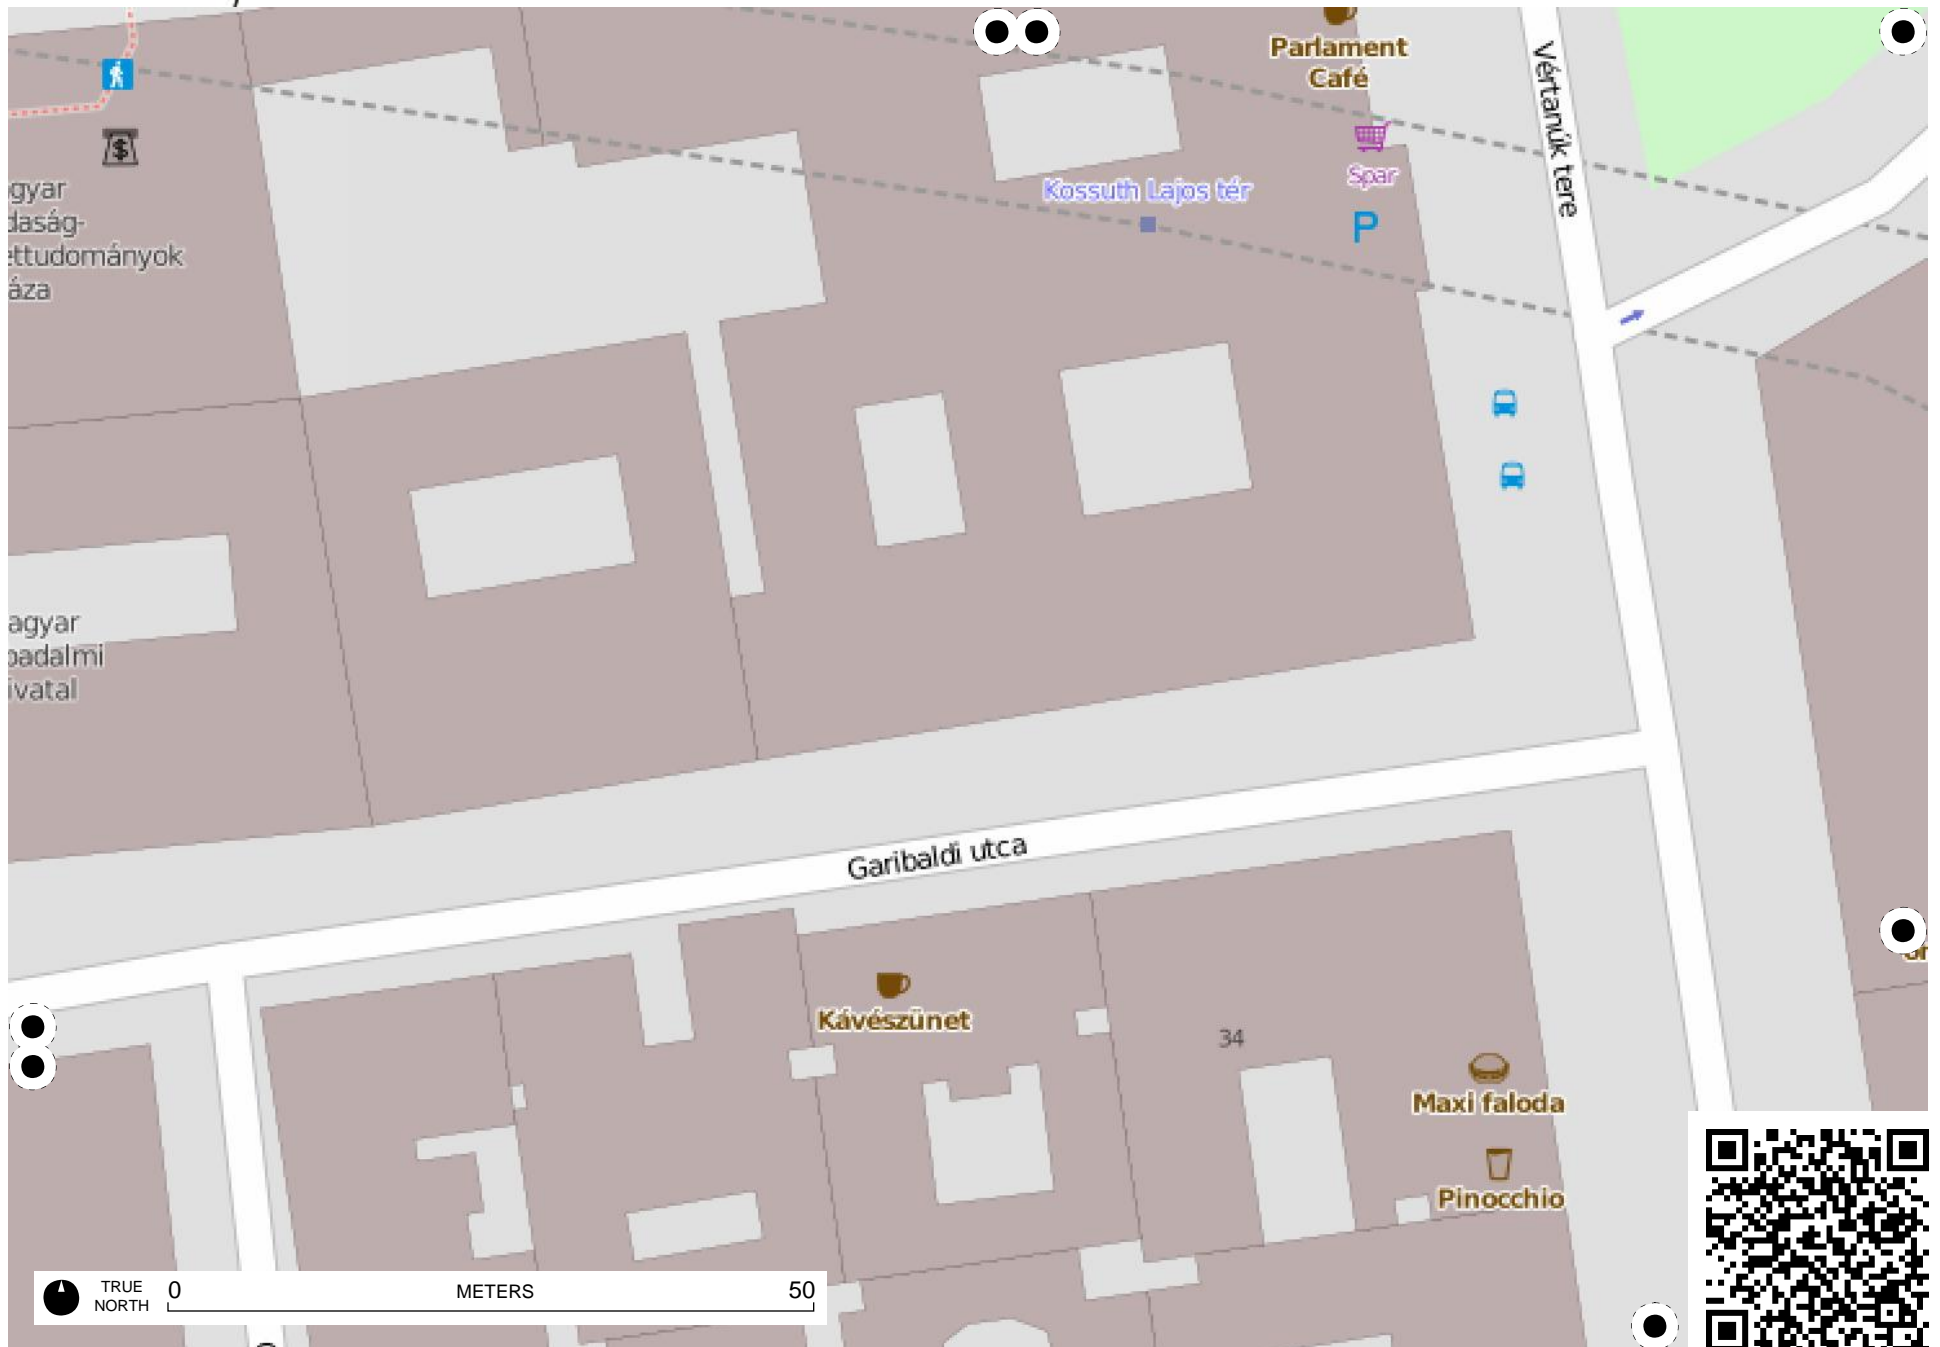 Parlament
Café
Vértanúk tere
Spar
Kossuth Lajos tér
P
$
gyar
daság-
ettudományok
áza
agyar
badalmi
ivatal
Garibaldi utca
Kávészünet
34
Maxi faloda
Pinocchio
TRUE
NORTH
0 METERS 50